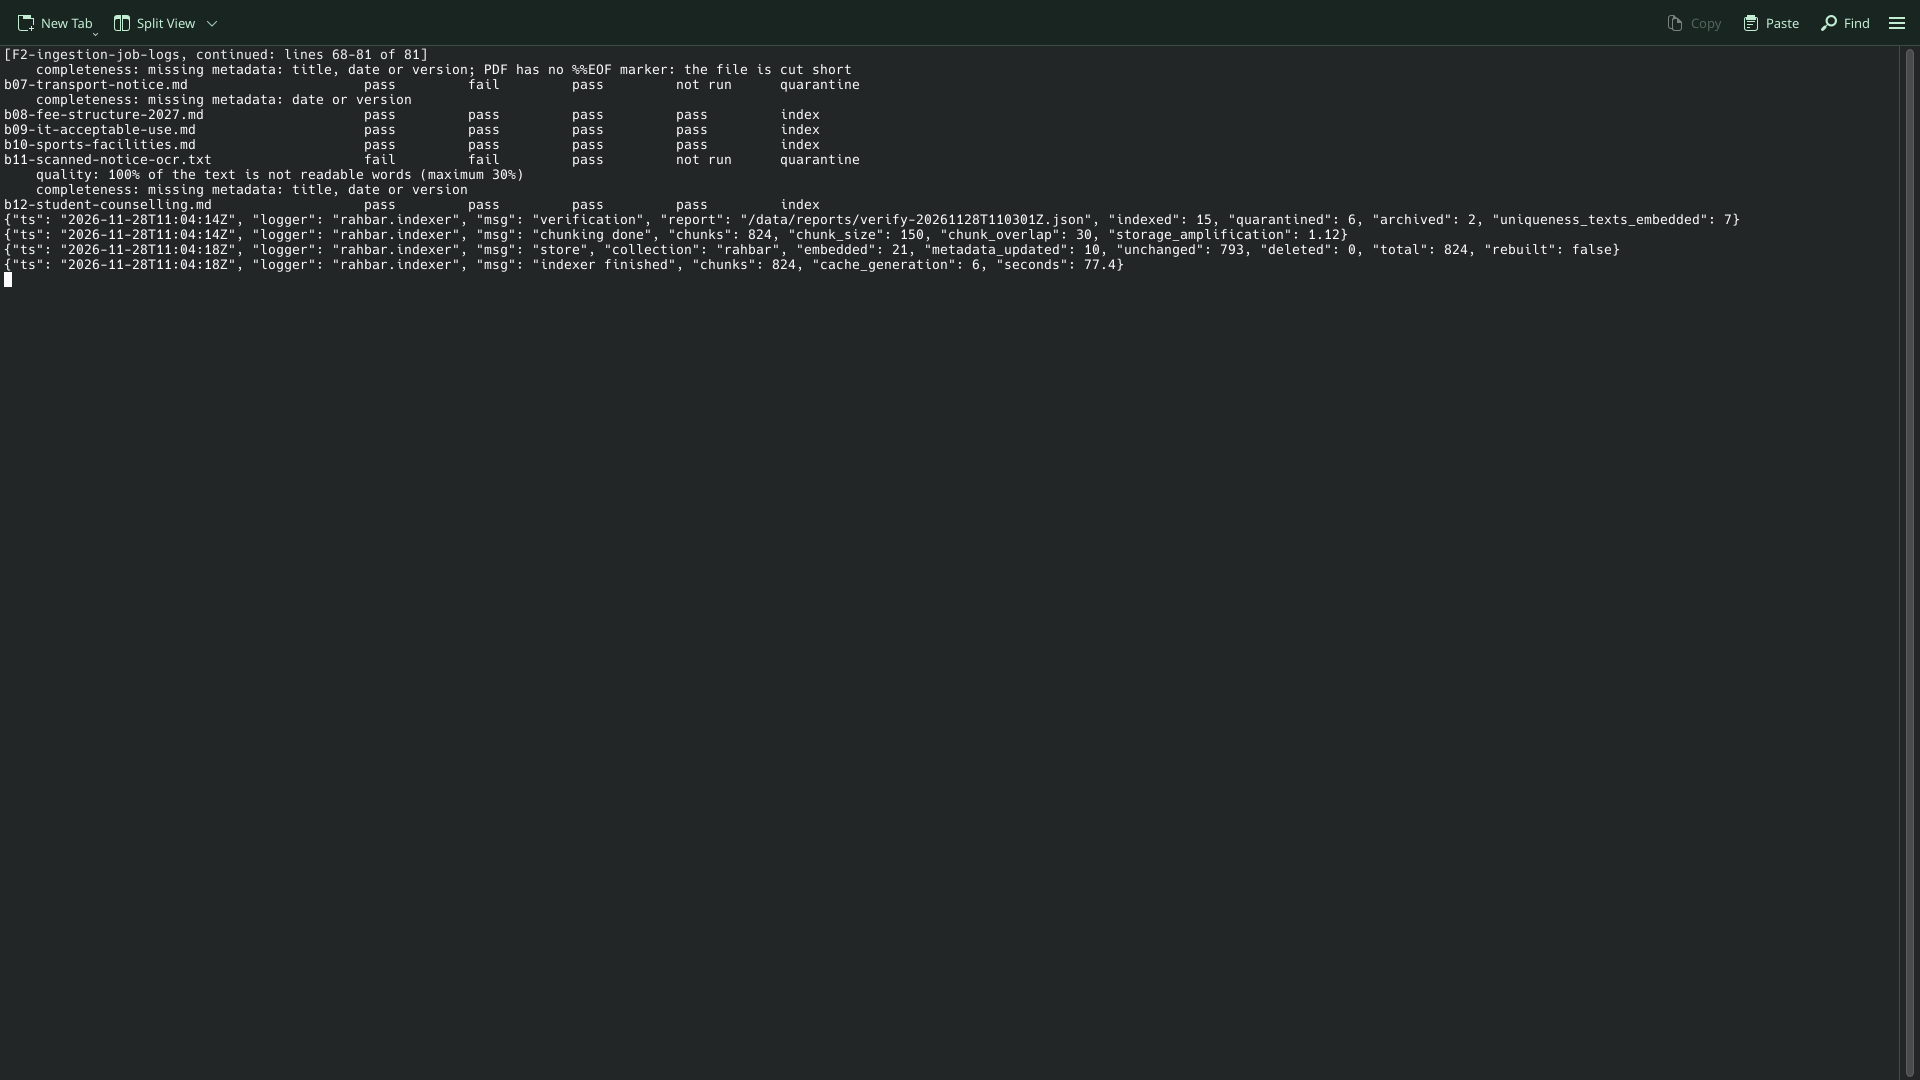 New Tab Split View Copy Paste Find
[F2-ingestion-job-logs, continued: lines 68-81 of 81]
    completeness: missing metadata: title, date or version; PDF has no %%EOF marker: the file is cut short
b07-transport-notice.md                      pass         fail         pass         not run      quarantine
    completeness: missing metadata: date or version
b08-fee-structure-2027.md                    pass         pass         pass         pass         index
b09-it-acceptable-use.md                     pass         pass         pass         pass         index
b10-sports-facilities.md                     pass         pass         pass         pass         index
b11-scanned-notice-ocr.txt                   fail         fail         pass         not run      quarantine
    quality: 100% of the text is not readable words (maximum 30%)
    completeness: missing metadata: title, date or version
b12-student-counselling.md                   pass         pass         pass         pass         index
{"ts": "2026-11-28T11:04:14Z", "logger": "rahbar.indexer", "msg": "verification", "report": "/data/reports/verify-20261128T110301Z.json", "indexed": 15, "quarantined": 6, "archived": 2, "uniqueness_texts_embedded": 7}
{"ts": "2026-11-28T11:04:14Z", "logger": "rahbar.indexer", "msg": "chunking done", "chunks": 824, "chunk_size": 150, "chunk_overlap": 30, "storage_amplification": 1.12}
{"ts": "2026-11-28T11:04:18Z", "logger": "rahbar.indexer", "msg": "store", "collection": "rahbar", "embedded": 21, "metadata_updated": 10, "unchanged": 793, "deleted": 0, "total": 824, "rebuilt": false}
{"ts": "2026-11-28T11:04:18Z", "logger": "rahbar.indexer", "msg": "indexer finished", "chunks": 824, "cache_generation": 6, "seconds": 77.4}